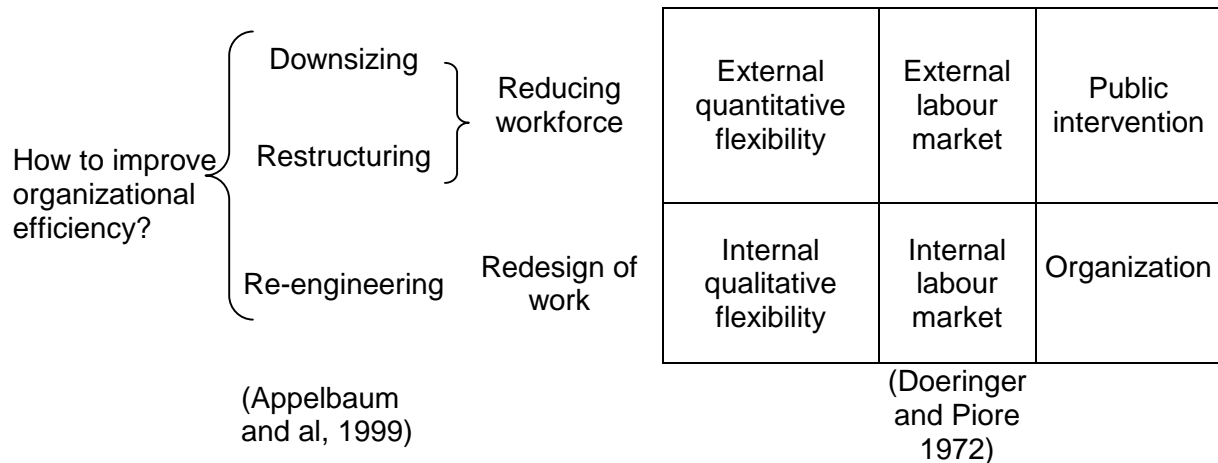 How to improve
organizational
efficiency?
Downsizing
Restructuring
Re-engineering
(Appelbaum
and al, 1999)
Reducing
workforce
Redesign of
work
External
quantitative
flexibility
External
labour
market
Public
intervention
Internal
qualitative
flexibility
Internal
labour
market
Organization
(Doeringer
and Piore
1972)